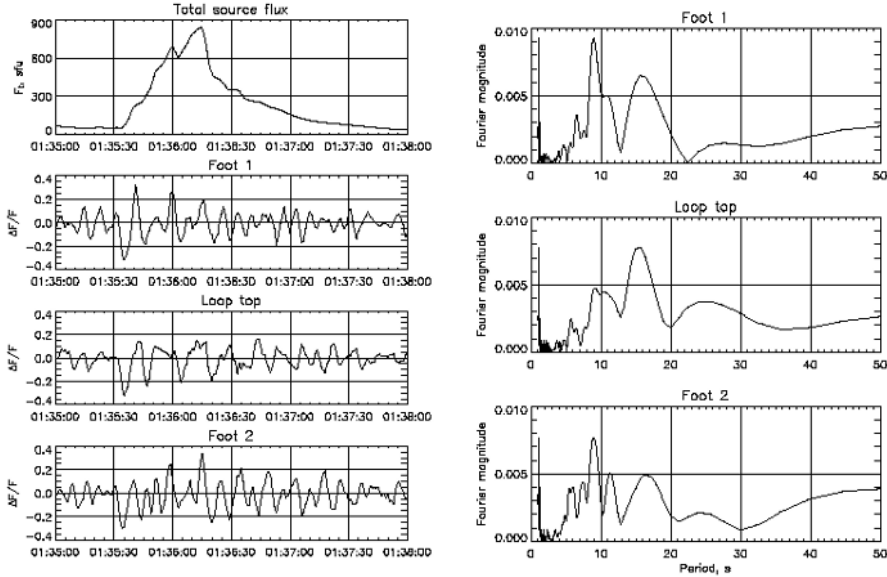 Total source flux
900
600
300
0
F_b, sfu
01:35:00 01:35:30 01:36:00 01:36:30 01:37:00 01:37:30 01:38:00
Foot 1
0.4
0.2
0.0
-0.2
-0.4
ΔF/F
01:35:00 01:35:30 01:36:00 01:36:30 01:37:00 01:37:30 01:38:00
Loop top
0.4
0.2
0.0
-0.2
-0.4
ΔF/F
01:35:00 01:35:30 01:36:00 01:36:30 01:37:00 01:37:30 01:38:00
Foot 2
0.4
0.2
0.0
-0.2
-0.4
ΔF/F
01:35:00 01:35:30 01:36:00 01:36:30 01:37:00 01:37:30 01:38:00
Foot 1
0.010
0.005
0.000
Fourier magnitude
0 10 20 30 40 50
Loop top
0.010
0.005
0.000
Fourier magnitude
0 10 20 30 40 50
Foot 2
0.010
0.005
0.000
Fourier magnitude
0 10 20 30 40 50
Period, s